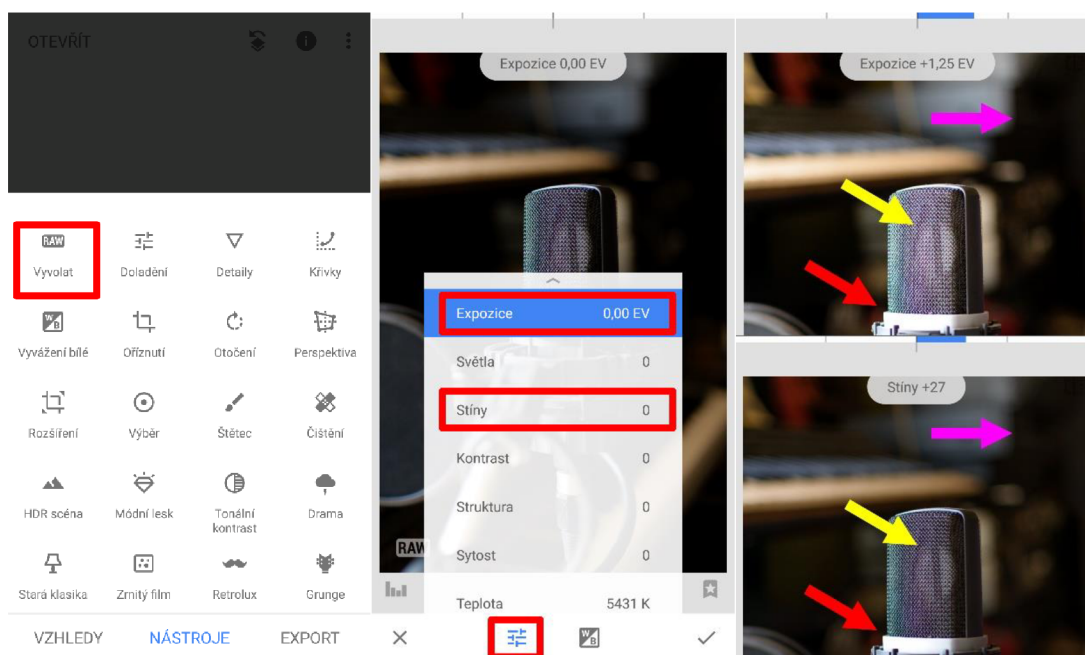 OTEVŘÍT
RAW
Vyvolat
Doladění
Detaily
Křivky
Vyvážení bílé
Oříznutí
Otočení
Perspektiva
Rozšíření
Výběr
Štětec
Čištění
HDR scéna
Módní lesk
Tonální
kontrast
Drama
Stará klasika
Zrnitý film
Retrolux
Grunge
VZHLEDY
NÁSTROJE
EXPORT
Expozice 0,00 EV
Expozice 0,00 EV
Světla 0
Stíny 0
Kontrast 0
Struktura 0
Sytost 0
Teplota 5431 K
RAW
Expozice +1,25 EV
Stíny +27